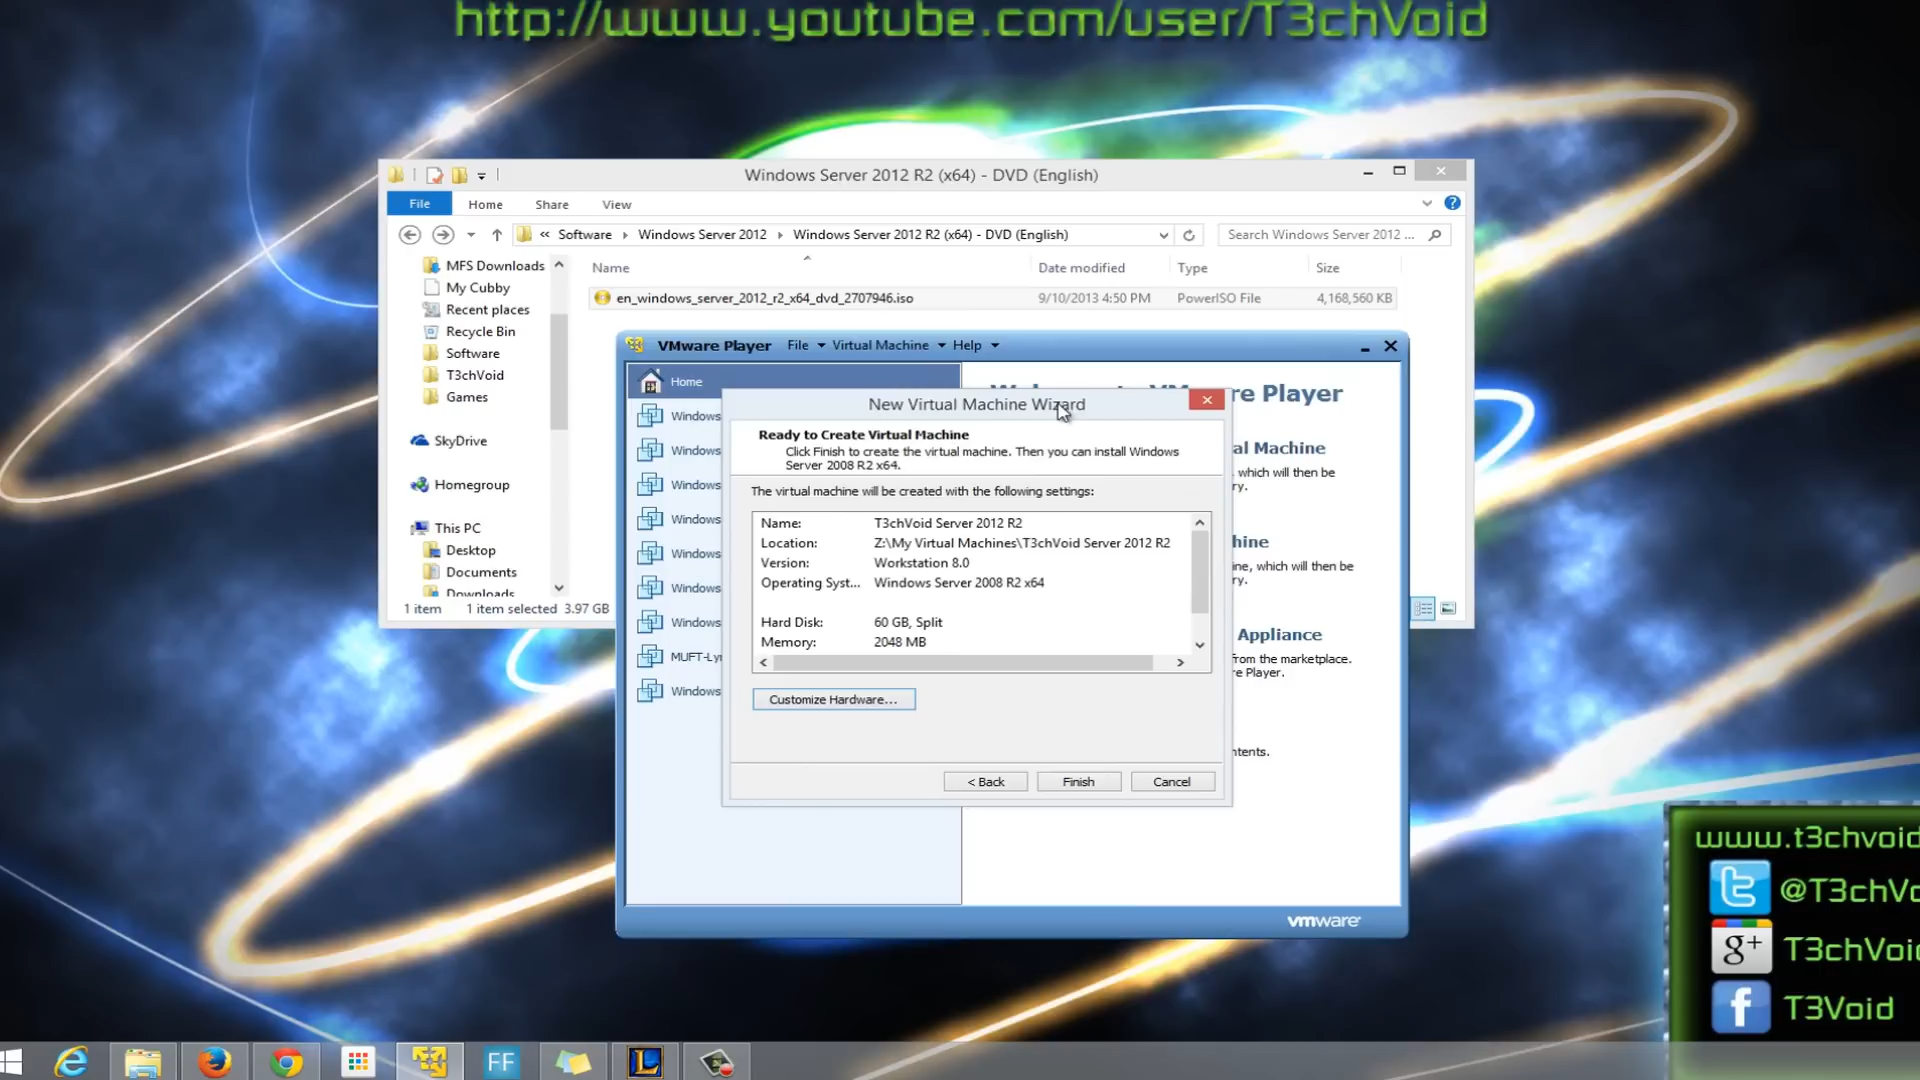 http://www.youtube.com/user/T3chVoid
Windows Server 2012 R2 (x64) - DVD (English)
File
Home
Share
View
Software
Windows Server 2012
Windows Server 2012 R2 (x64) - DVD (English)
Search Windows Server 2012 ...
MFS Downloads
My Cubby
Recent places
Recycle Bin
Software
T3chVoid
Games
SkyDrive
Homegroup
This PC
Desktop
Documents
Downloads
Name
Date modified
Type
Size
en_windows_server_2012_r2_x64_dvd_2707946.iso
9/10/2013 4:50 PM
PowerISO File
4,168,560 KB
1 item
1 item selected 3.97 GB
VMware Player
File
Virtual Machine
Help
Home
Windows
Windows
Windows
Windows
Windows
Windows
Windows
MUFT-Ly
Windows
re Player
al Machine
which will then be
ry.
hine
ne, which will then be
ry.
Appliance
from the marketplace.
re Player.
ntents.
vmware
New Virtual Machine Wizard
Ready to Create Virtual Machine
Click Finish to create the virtual machine. Then you can install Windows
Server 2008 R2 x64.
The virtual machine will be created with the following settings:
Name: T3chVoid Server 2012 R2
Location: Z:\My Virtual Machines\T3chVoid Server 2012 R2
Version: Workstation 8.0
Operating Syst... Windows Server 2008 R2 x64
Hard Disk: 60 GB, Split
Memory: 2048 MB
Customize Hardware...
< Back
Finish
Cancel
www.t3chvoid
@T3chVo
g+ T3chVoi
T3Void
FF